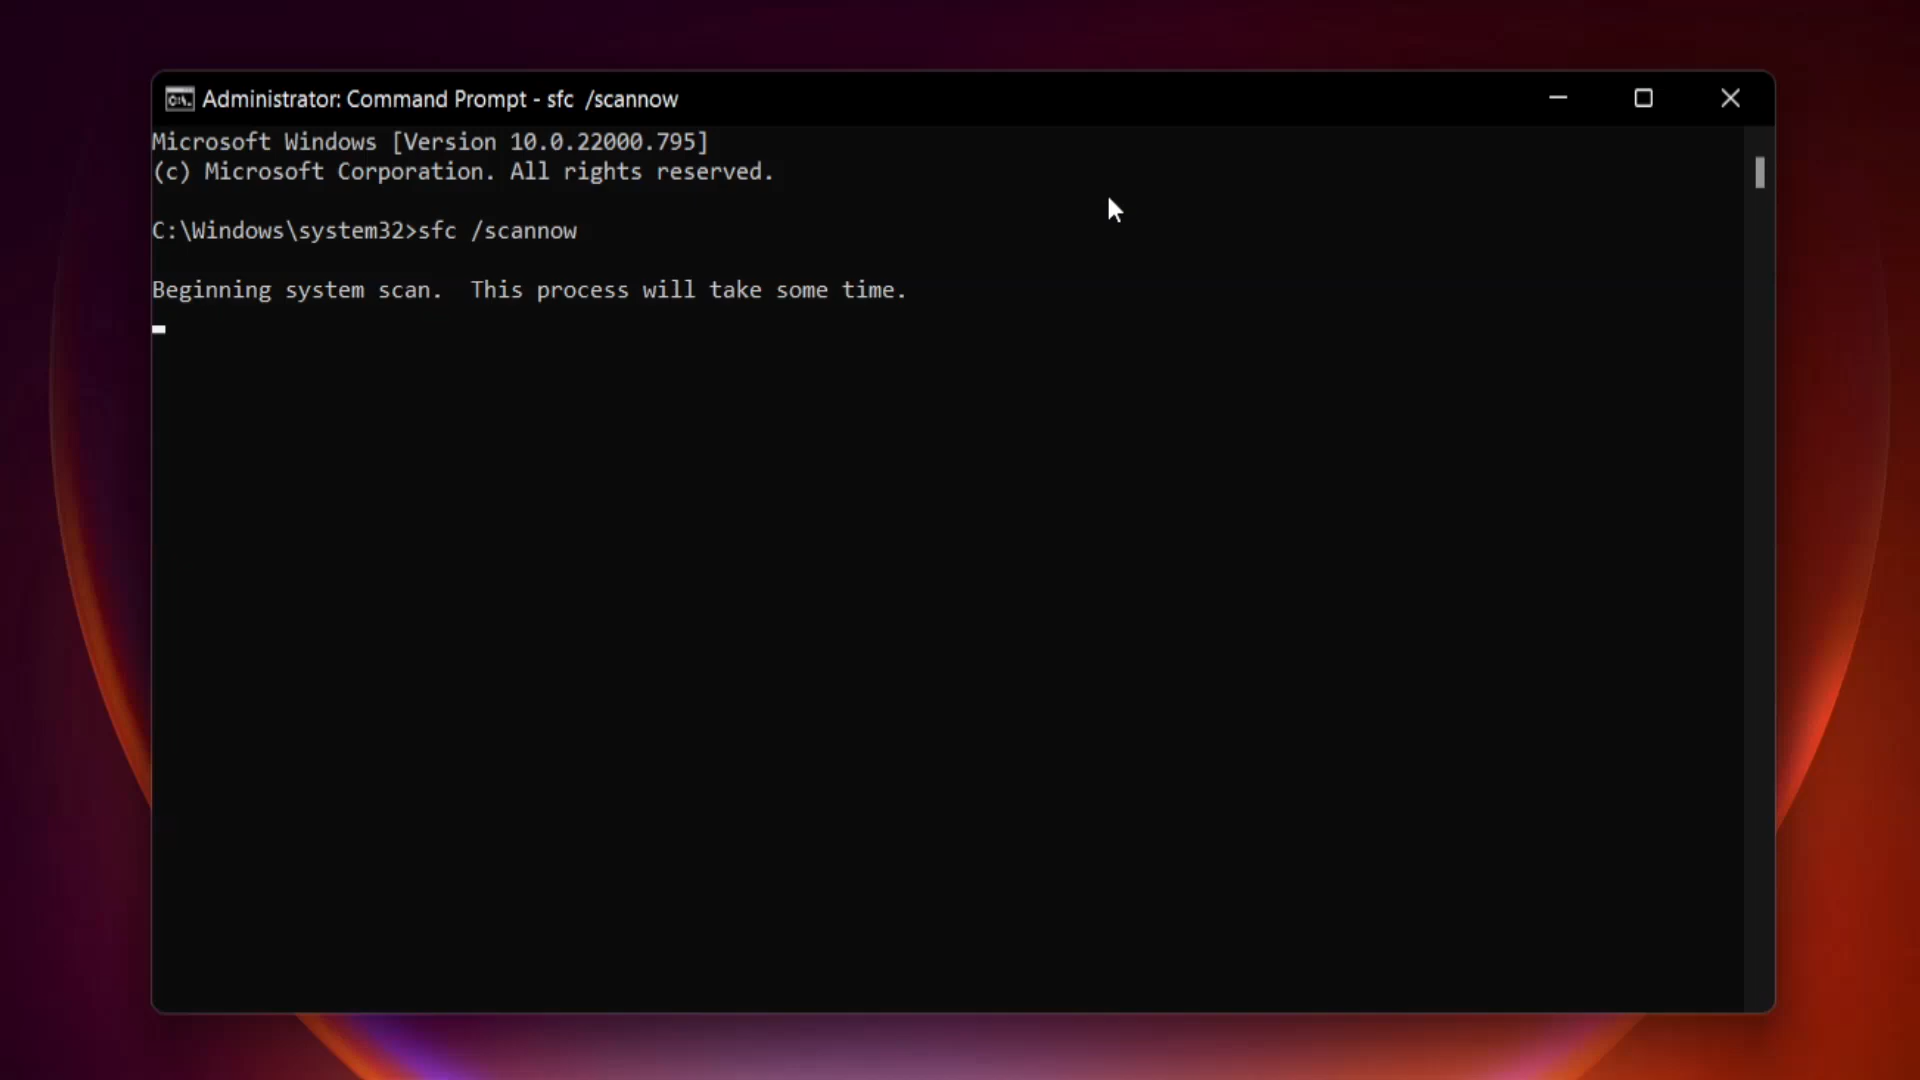 Administrator: Command Prompt - sfc  /scannow
Microsoft Windows [Version 10.0.22000.795]
(c) Microsoft Corporation. All rights reserved.
C:\Windows\system32>sfc /scannow
Beginning system scan.  This process will take some time.